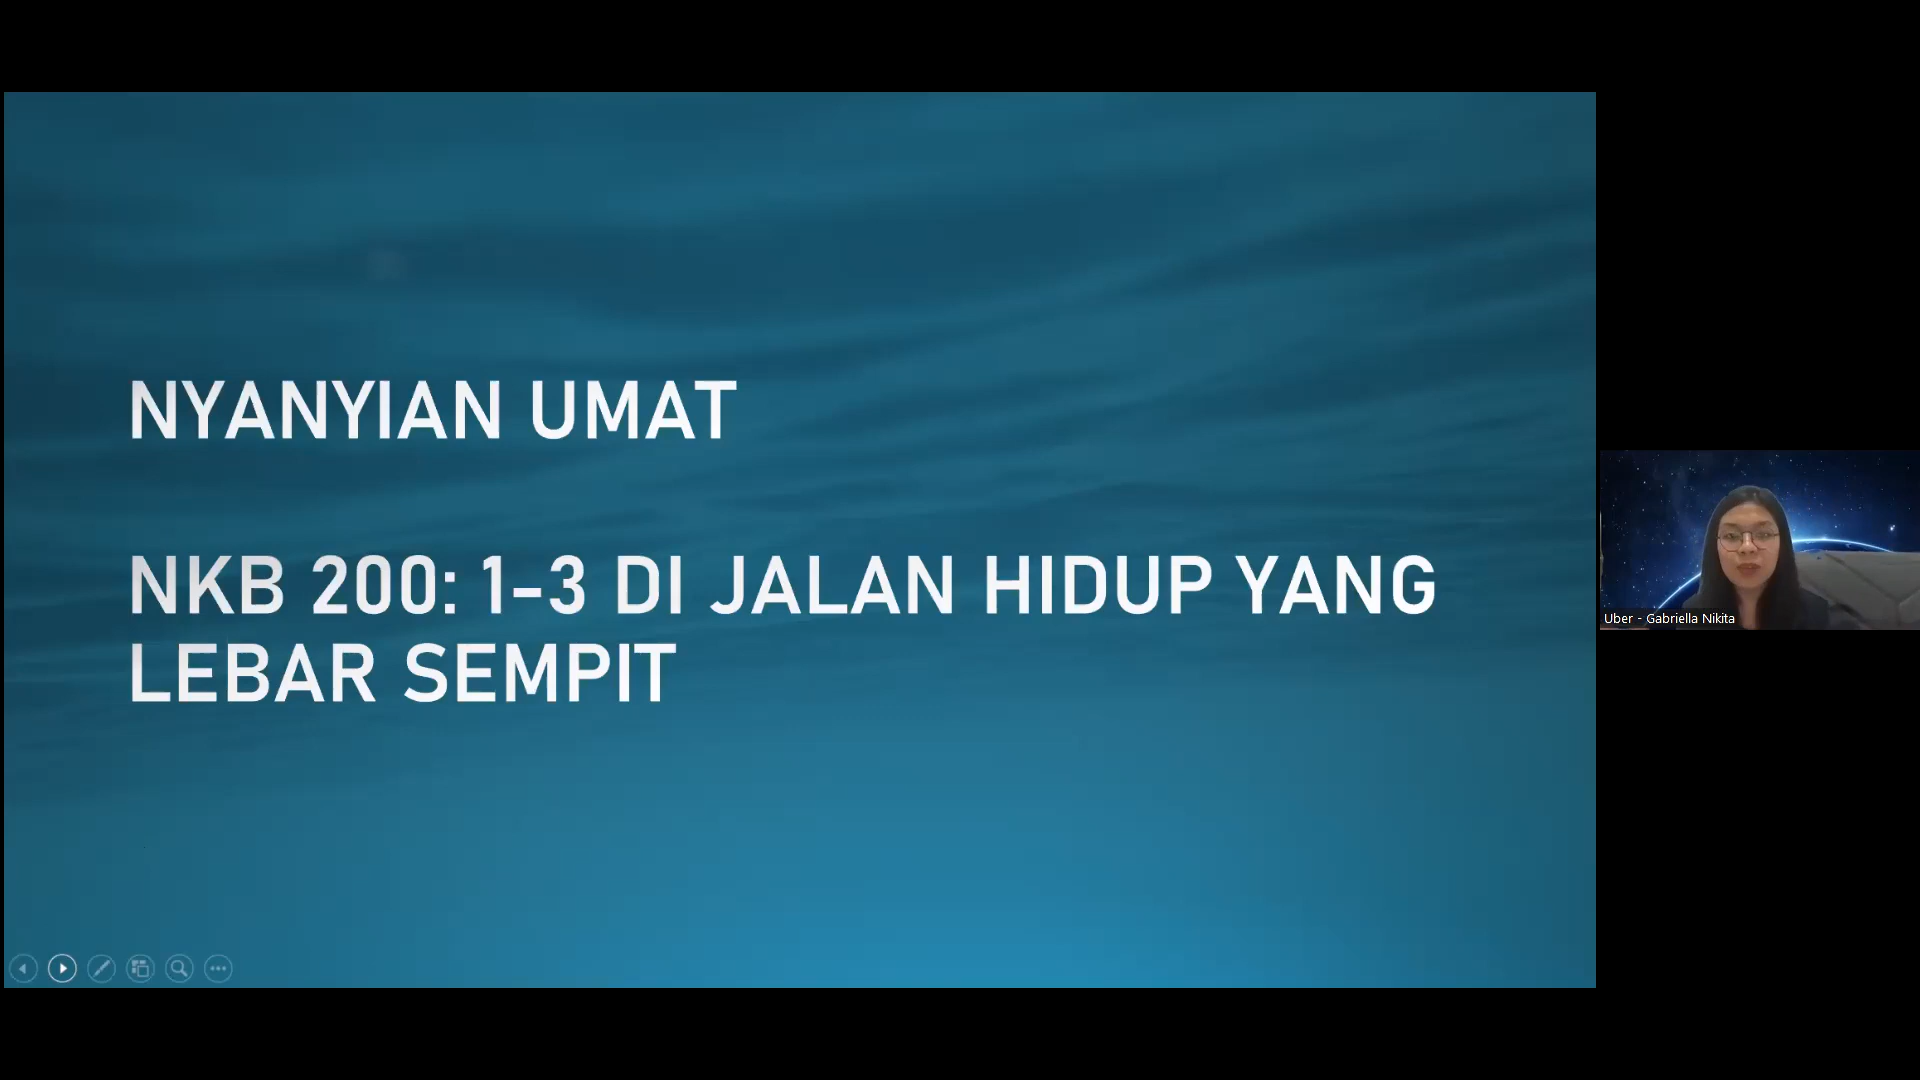 NYANYIAN UMAT
NKB 200: 1-3 DI JALAN HIDUP YANG
LEBAR SEMPIT
Uber - Gabriella Nikita